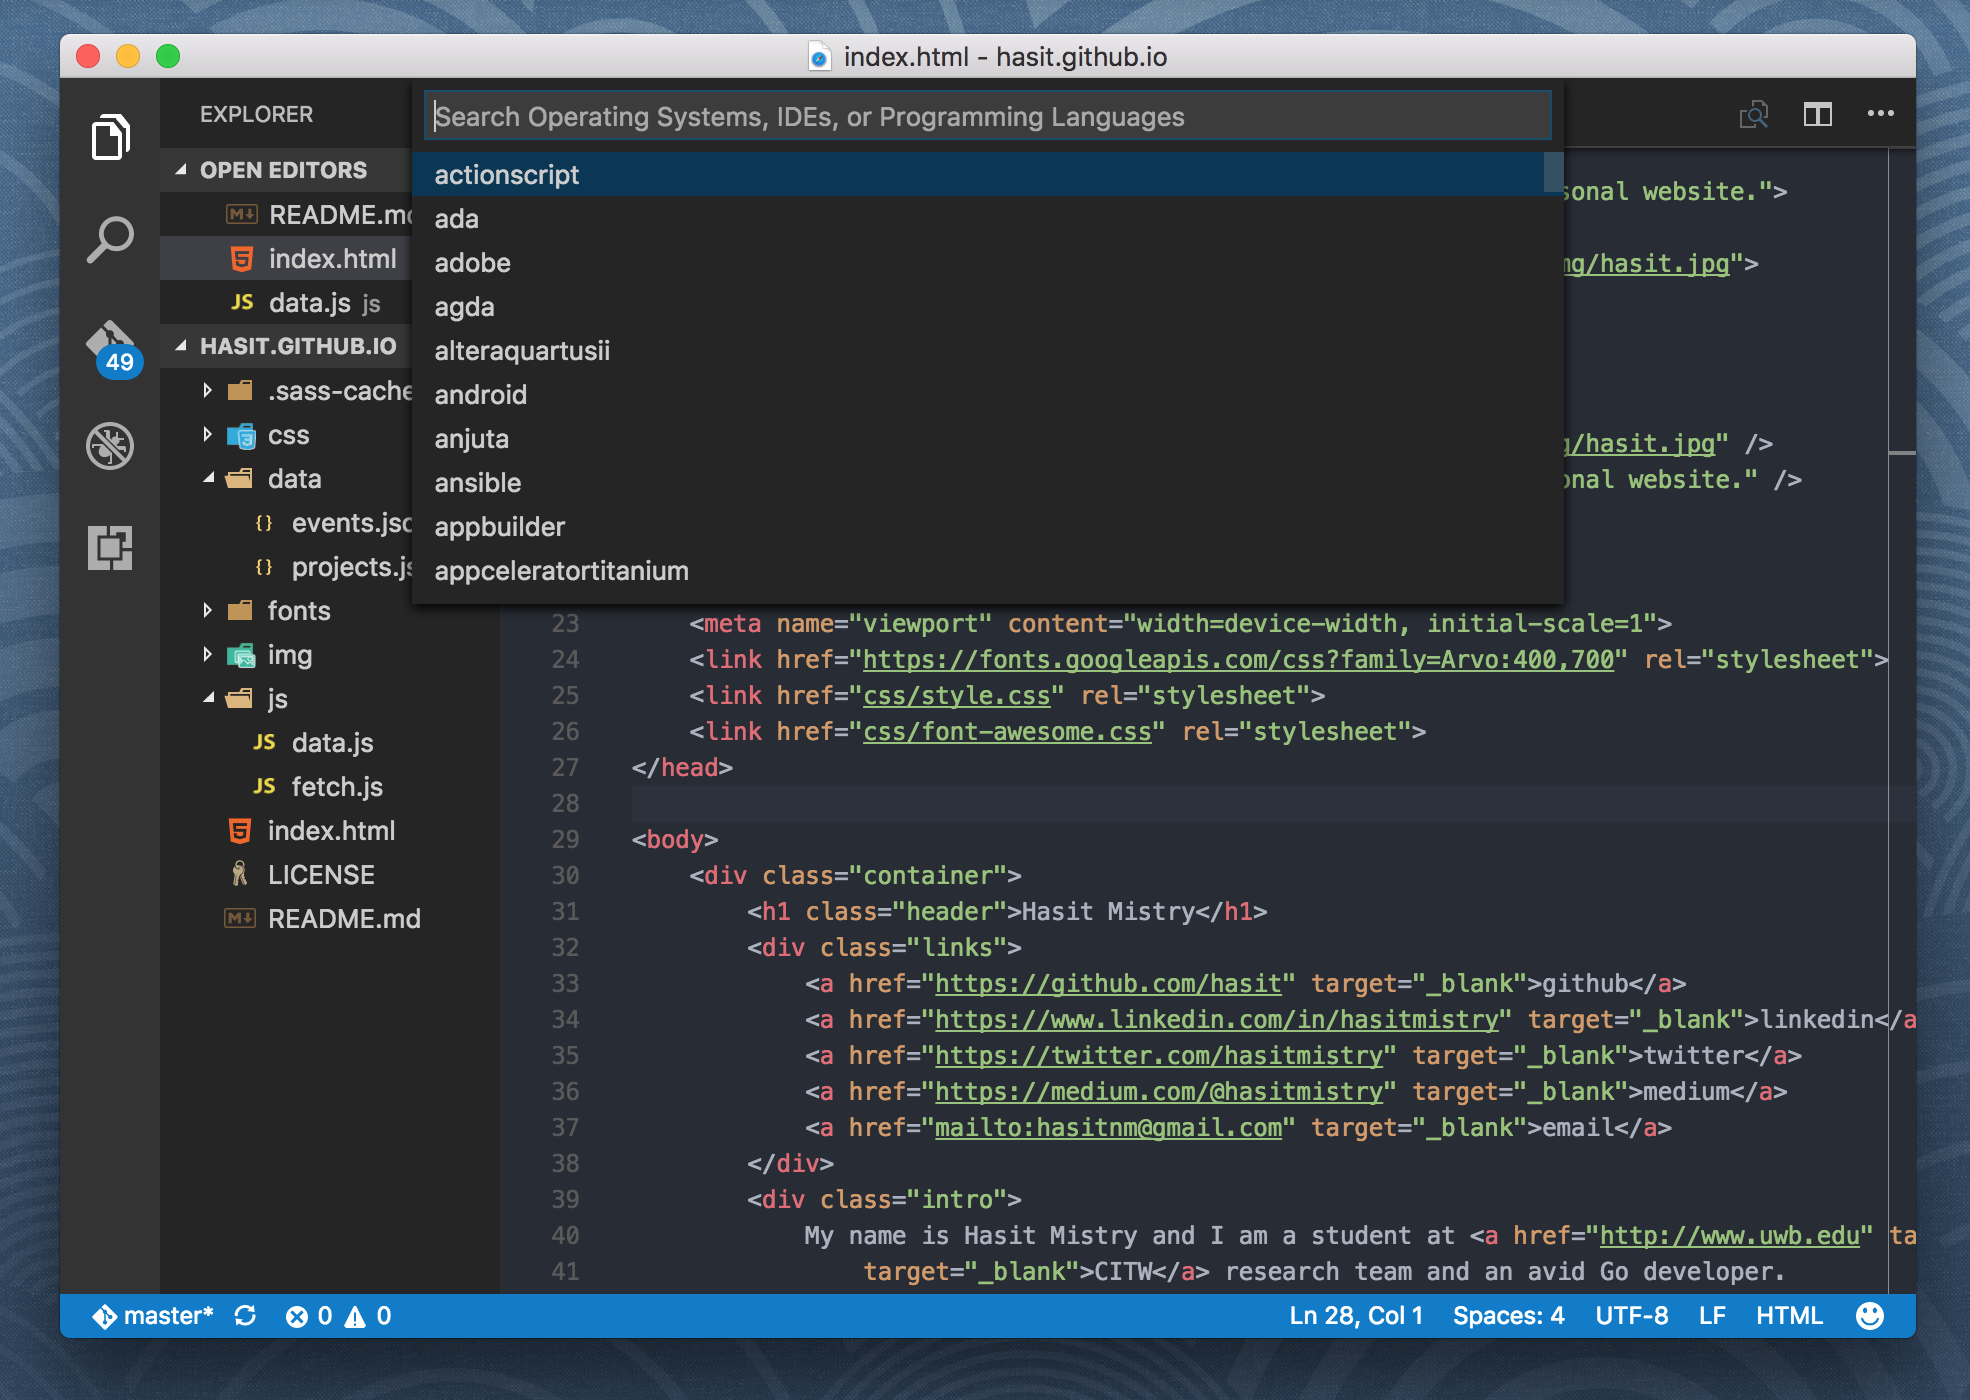 index.html - hasit.github.io
EXPLORER
OPEN EDITORS
M↓ README.md
5 index.html
JS data.js js
HASIT.GITHUB.IO
.sass-cache
css
data
{} events.jso
{} projects.js
fonts
img
js
JS data.js
JS fetch.js
5 index.html
LICENSE
M↓ README.md
49
Search Operating Systems, IDEs, or Programming Languages
actionscript
ada
adobe
agda
alteraquartusii
android
anjuta
ansible
appbuilder
appceleratortitanium
sonal website.">
ng/hasit.jpg">
g/hasit.jpg" />
onal website." />
23 <meta name="viewport" content="width=device-width, initial-scale=1">
24 <link href="https://fonts.googleapis.com/css?family=Arvo:400,700" rel="stylesheet">
25 <link href="css/style.css" rel="stylesheet">
26 <link href="css/font-awesome.css" rel="stylesheet">
27 </head>
28
29 <body>
30 <div class="container">
31 <h1 class="header">Hasit Mistry</h1>
32 <div class="links">
33 <a href="https://github.com/hasit" target="_blank">github</a>
34 <a href="https://www.linkedin.com/in/hasitmistry" target="_blank">linkedin</a
35 <a href="https://twitter.com/hasitmistry" target="_blank">twitter</a>
36 <a href="https://medium.com/@hasitmistry" target="_blank">medium</a>
37 <a href="mailto:hasitnm@gmail.com" target="_blank">email</a>
38 </div>
39 <div class="intro">
40 My name is Hasit Mistry and I am a student at <a href="http://www.uwb.edu" ta
41 target="_blank">CITW</a> research team and an avid Go developer.
master* 0 0 Ln 28, Col 1 Spaces: 4 UTF-8 LF HTML